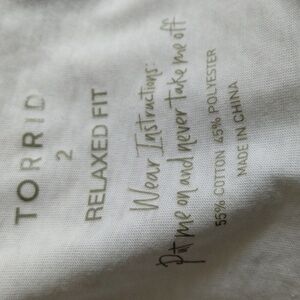 TORRID
2
RELAXED FIT
Wear Instructions:
Put me on and never take me off
55% COTTON 45% POLYESTER
MADE IN CHINA